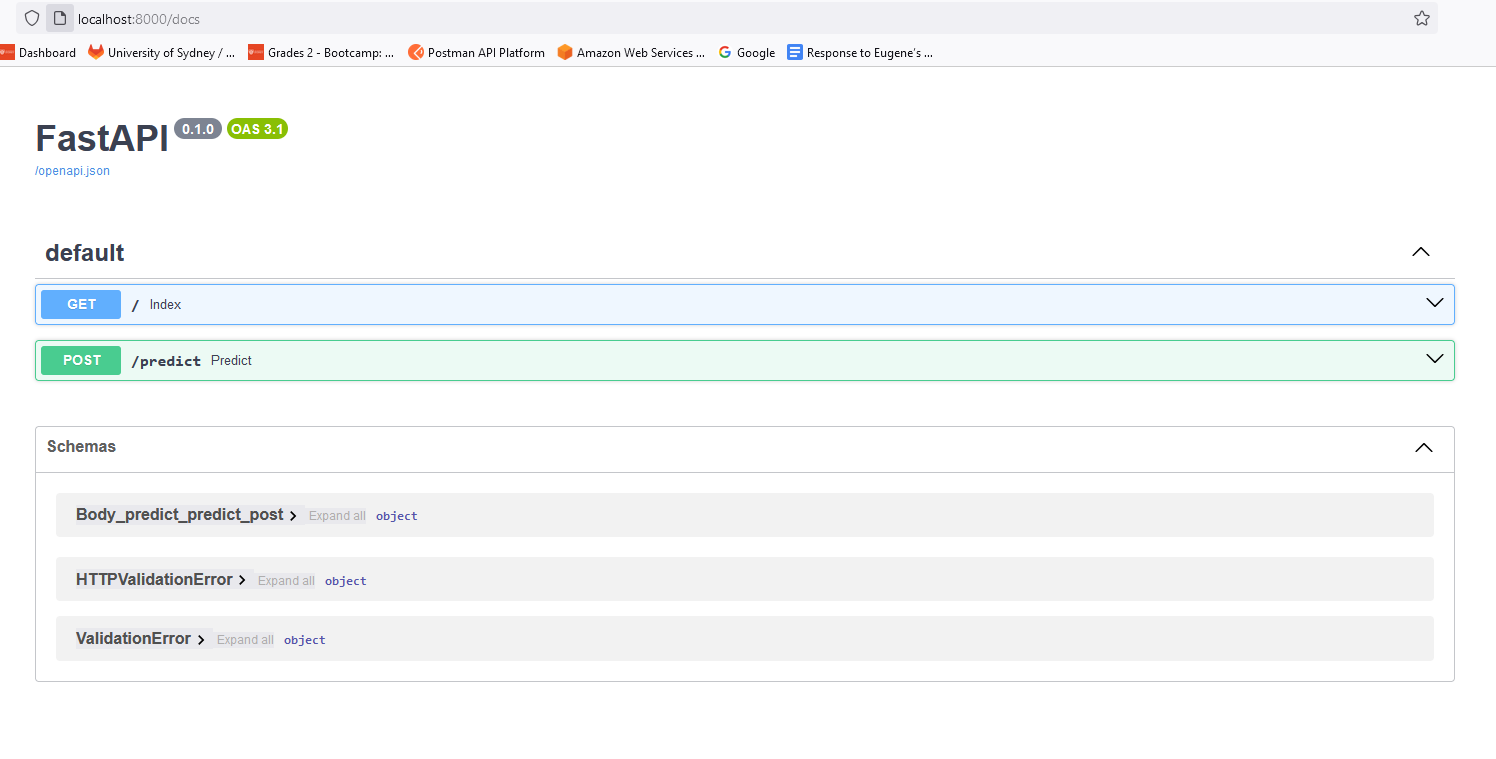 localhost:8000/docs
Dashboard University of Sydney / ... Grades 2 - Bootcamp: ... Postman API Platform Amazon Web Services ... Google Response to Eugene's ...
FastAPI 0.1.0 OAS 3.1
/openapi.json
default
GET / Index
POST /predict Predict
Schemas
Body_predict_predict_post Expand all object
HTTPValidationError Expand all object
ValidationError Expand all object